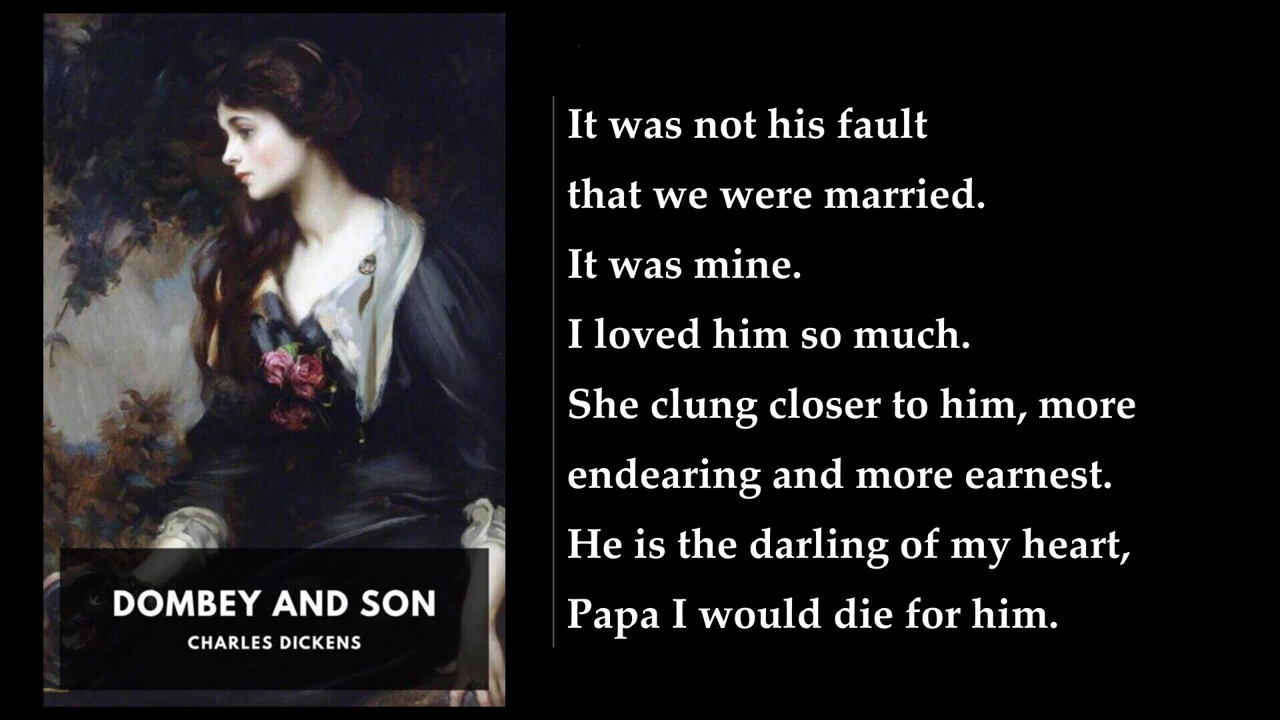 It was not his fault
that we were married.
It was mine.
I loved him so much.
She clung closer to him, more
endearing and more earnest.
He is the darling of my heart,
Papa I would die for him.
DOMBEY AND SON
CHARLES DICKENS